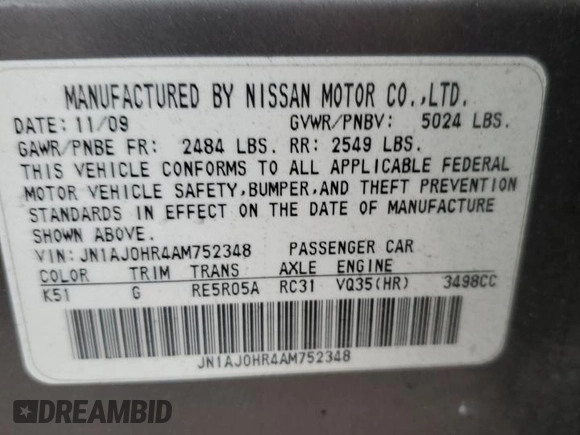 MANUFACTURED BY NISSAN MOTOR CO.,LTD.
DATE: 11/09 GVWR/PNBV: 5024 LBS.
GAWR/PNBE FR: 2484 LBS. RR: 2549 LBS.
THIS VEHICLE CONFORMS TO ALL APPLICABLE FEDERAL
MOTOR VEHICLE SAFETY,BUMPER,AND THEFT PREVENTION
STANDARDS IN EFFECT ON THE DATE OF MANUFACTURE
SHOWN ABOVE.
VIN: JN1AJ0HR4AM752348 PASSENGER CAR
COLOR TRIM TRANS AXLE ENGINE
K51 G RE5R05A RC31 VQ35(HR) 3498CC
JN1AJ0HR4AM752348
DREAMBID